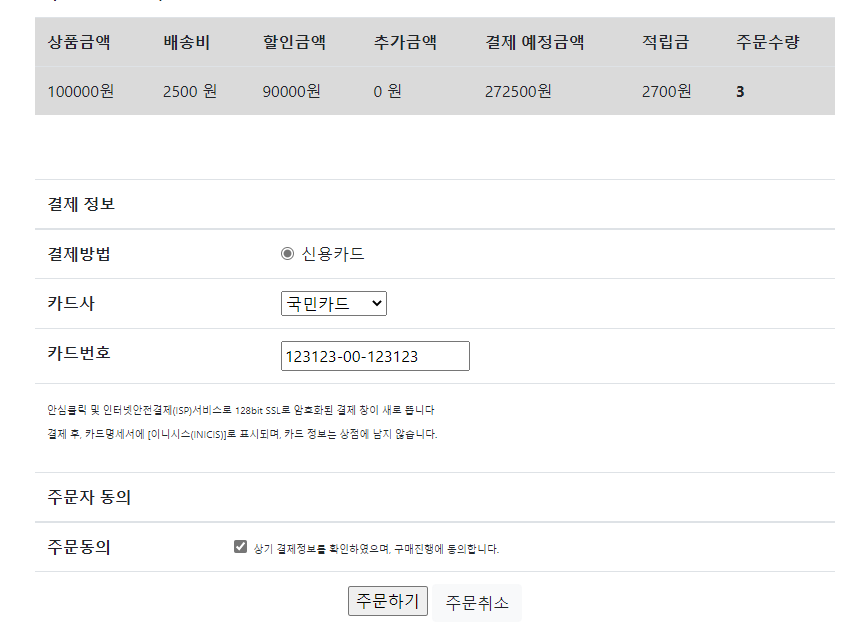 상품금액 배송비 할인금액 추가금액 결제 예정금액 적립금 주문수량
100000원 2500 원 90000원 0 원 272500원 2700원 3
결제 정보
결제방법 신용카드
카드사 국민카드
카드번호 123123-00-123123
안심클릭 및 인터넷안전결제(ISP)서비스로 128bit SSL로 암호화된 결제 창이 새로 뜹니다
결제 후, 카드명세서에 [이니시스(INICIS)]로 표시되며, 카드 정보는 상점에 남지 않습니다.
주문자 동의
주문동의 상기 결제정보를 확인하였으며, 구매진행에 동의합니다.
주문하기 주문취소